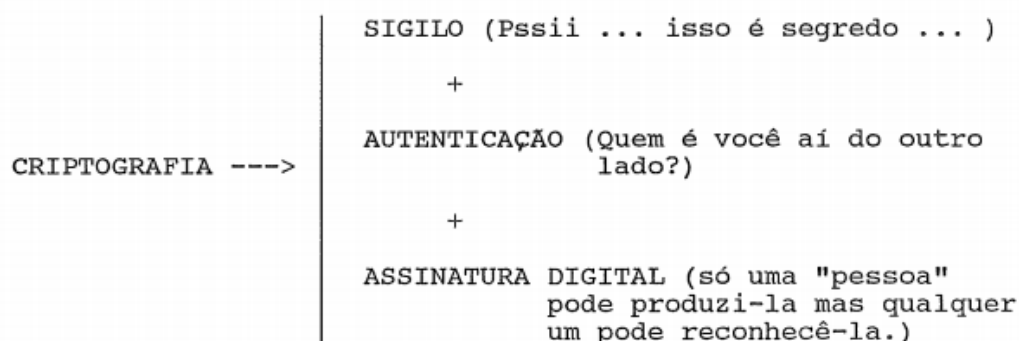 SIGILO (Pssii ... isso é segredo ... )
+
AUTENTICAÇÃO (Quem é você aí do outro
CRIPTOGRAFIA ---> lado?)
+
ASSINATURA DIGITAL (só uma "pessoa"
pode produzi-la mas qualquer
um pode reconhecê-la.)